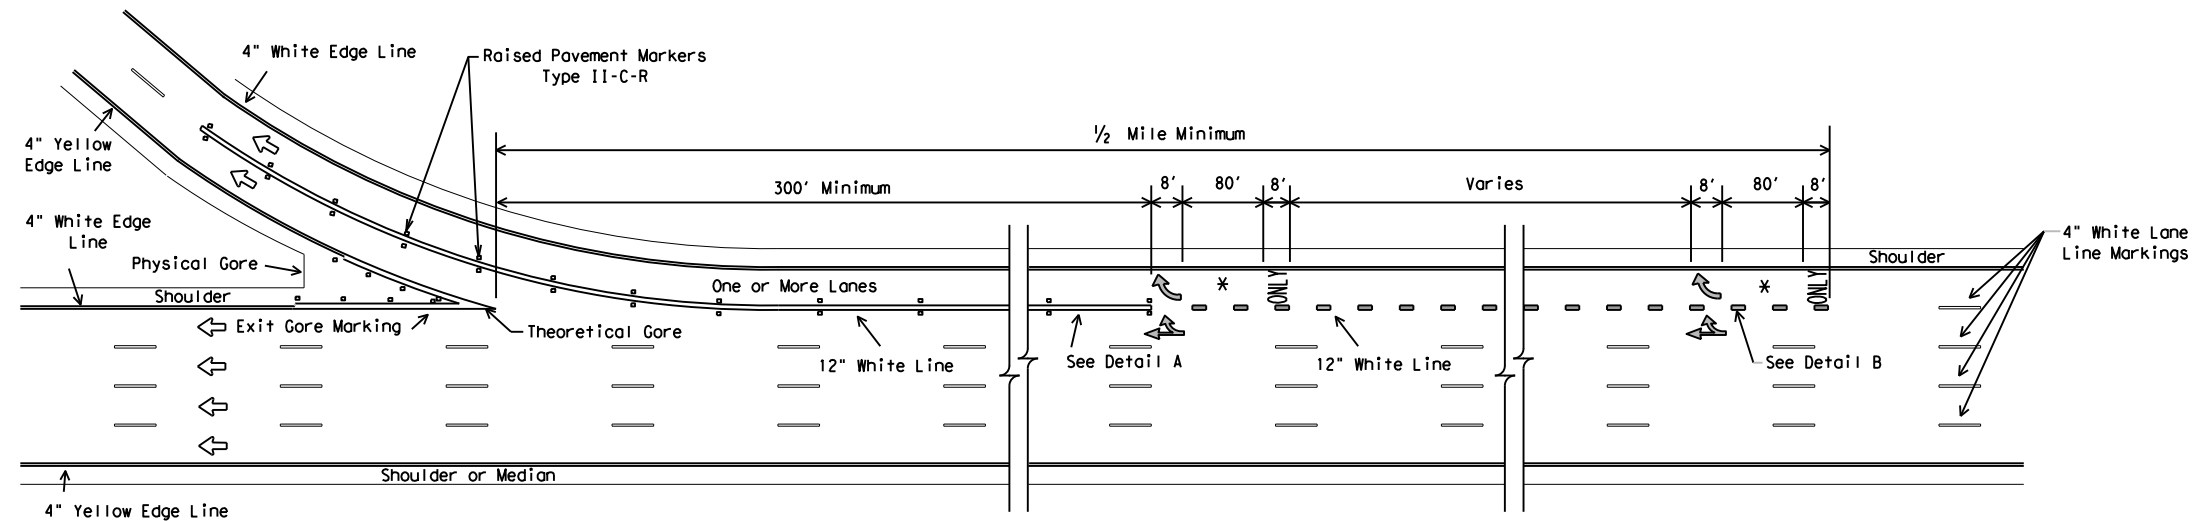 4" White Edge Line
Raised Pavement Markers
Type II-C-R
½ Mile Minimum
4" Yellow
Edge Line
300' Minimum
8'
80'
8'
Varies
8'
80'
8'
4" White Edge
Line
4" White Lane
Line Markings
Physical Gore
Shoulder
Shoulder
One or More Lanes
*
ONLY
*
ONLY
Exit Gore Marking
Theoretical Gore
12" White Line
See Detail A
12" White Line
See Detail B
Shoulder or Median
4" Yellow Edge Line